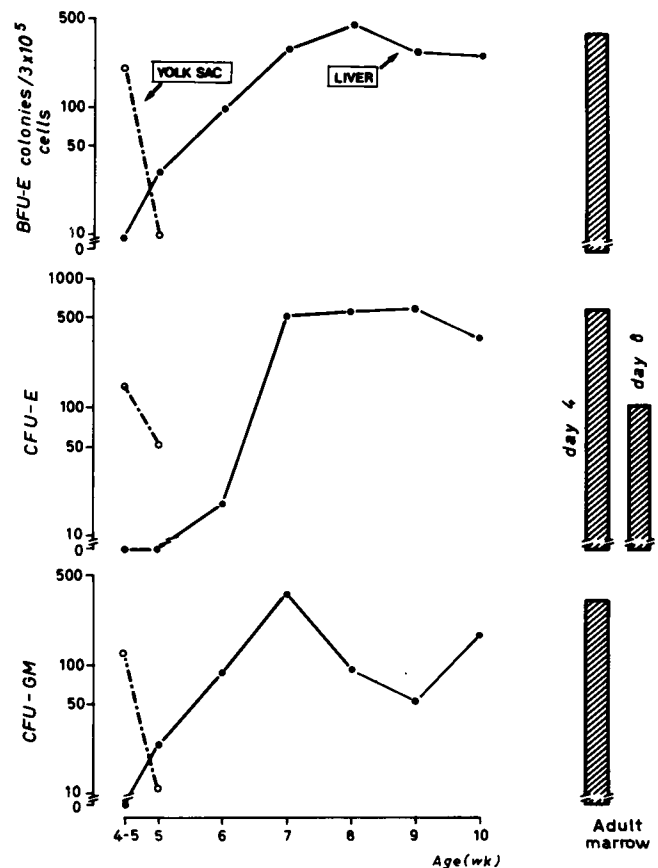 BFU-E colonies/3x10⁵
cells
500
100
50
10
0
YOLK SAC
LIVER
CFU-E
1000
500
100
50
10
0
day 4
day 8
CFU-GM
500
100
50
10
0
4-5 5 6 7 8 9 10
Age(wk)
Adult
marrow